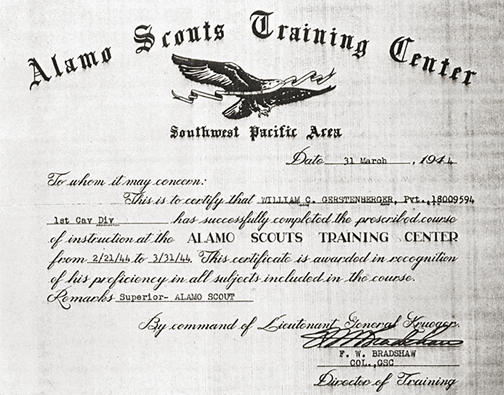 Alamo Scouts Training Center
Southwest Pacific Area
Date 31 March, 1944
To whom it may concern:
This is to certify that WILLIAM C. GERSTENBERGER, Pvt., 18009594
1st Cav Div has successfully completed the prescribed course
of instruction at the ALAMO SCOUTS TRAINING CENTER
from 2/21/44 to 3/31/44. This certificate is awarded in recognition
of his proficiency in all subjects included in the course.
Remarks Superior- ALAMO SCOUT
By command of Lieutenant General Krueger.
F. W. BRADSHAW
COL., GSC
Director of Training